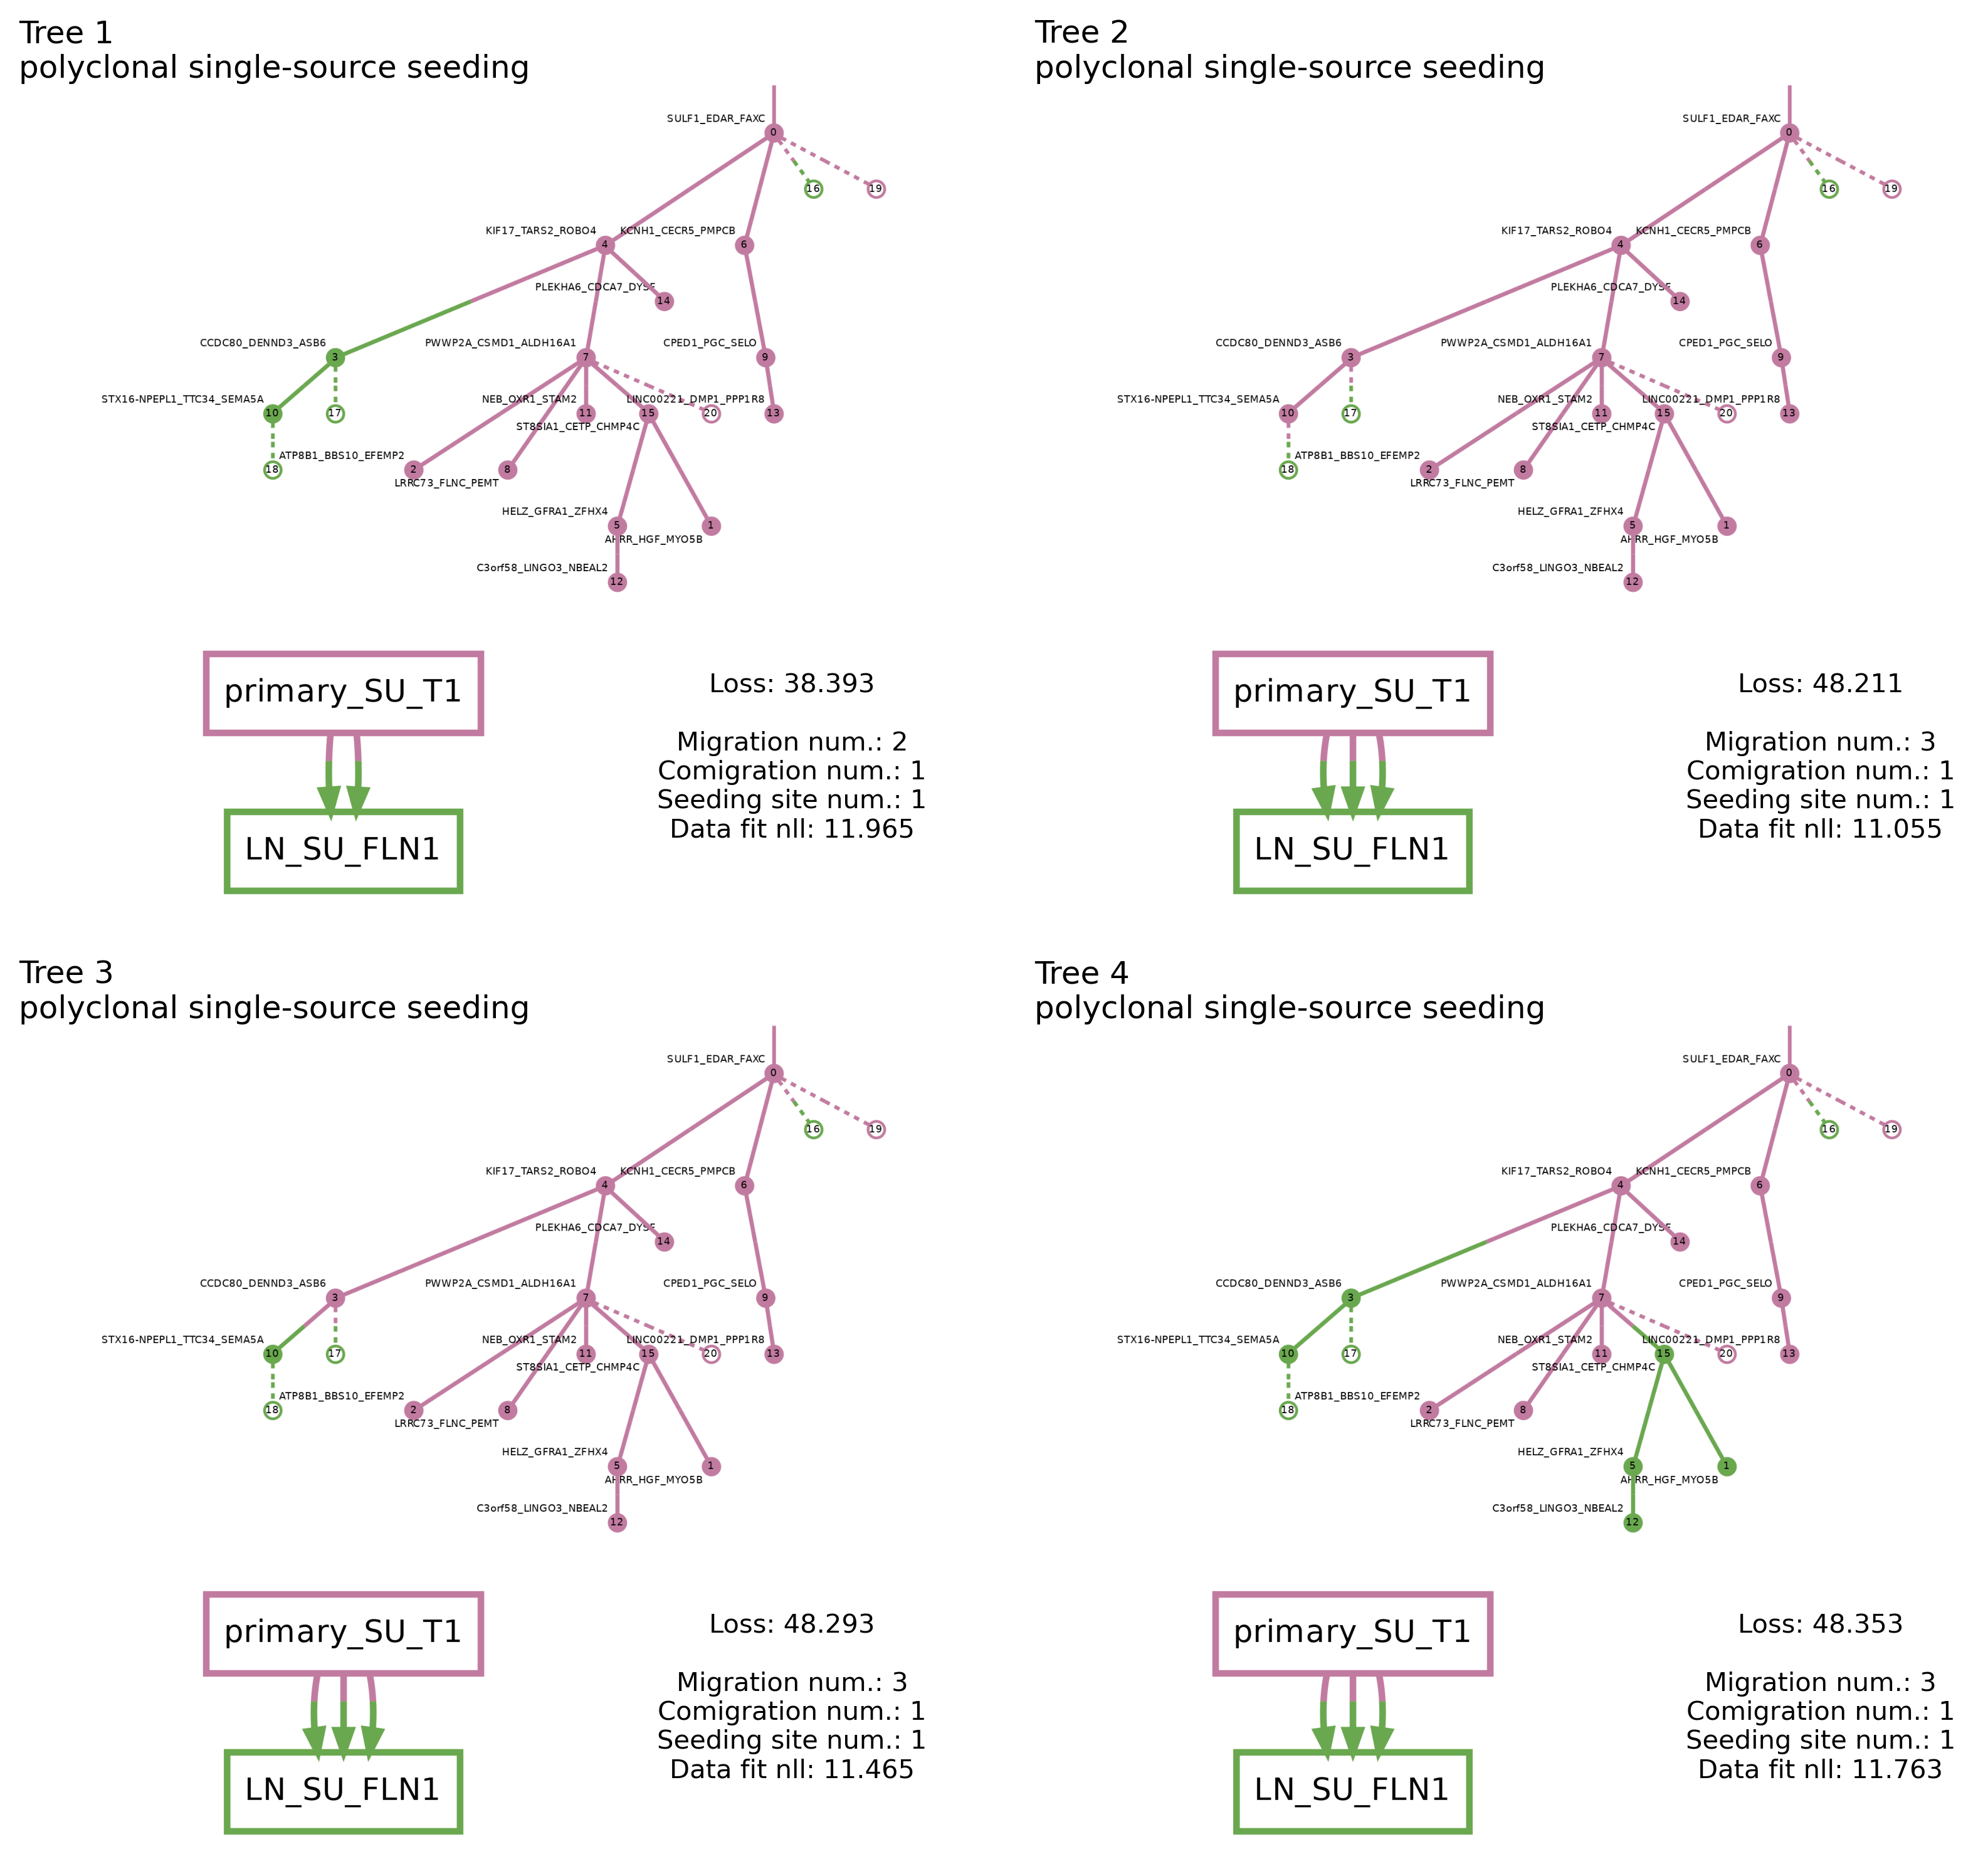 Tree 1
polyclonal single-source seeding
SULF1_EDAR_FAXC
0
16
19
KIF17_TARS2_ROBO4
4
KCNH1_CECR5_PMPCB
6
PLEKHA6_CDCA7_DYSF
14
CCDC80_DENND3_ASB6
3
PWWP2A_CSMD1_ALDH16A1
7
CPED1_PGC_SELO
9
STX16-NPEPL1_TTC34_SEMA5A
10
17
NEB_OXR1_STAM2
11
LINC00221_DMP1_PPP1R8
15
20
13
ST8SIA1_CETP_CHMP4C
18
ATP8B1_BBS10_EFEMP2
2
8
LRRC73_FLNC_PEMT
HELZ_GFRA1_ZFHX4
5
1
AHRR_HGF_MYO5B
C3orf58_LINGO3_NBEAL2
12
primary_SU_T1
LN_SU_FLN1
Loss: 38.393
Migration num.: 2
Comigration num.: 1
Seeding site num.: 1
Data fit nll: 11.965
Tree 2
polyclonal single-source seeding
SULF1_EDAR_FAXC
0
16
19
KIF17_TARS2_ROBO4
4
KCNH1_CECR5_PMPCB
6
PLEKHA6_CDCA7_DYSF
14
CCDC80_DENND3_ASB6
3
PWWP2A_CSMD1_ALDH16A1
7
CPED1_PGC_SELO
9
STX16-NPEPL1_TTC34_SEMA5A
10
17
NEB_OXR1_STAM2
11
LINC00221_DMP1_PPP1R8
15
20
13
ST8SIA1_CETP_CHMP4C
18
ATP8B1_BBS10_EFEMP2
2
8
LRRC73_FLNC_PEMT
HELZ_GFRA1_ZFHX4
5
1
AHRR_HGF_MYO5B
C3orf58_LINGO3_NBEAL2
12
primary_SU_T1
LN_SU_FLN1
Loss: 48.211
Migration num.: 3
Comigration num.: 1
Seeding site num.: 1
Data fit nll: 11.055
Tree 3
polyclonal single-source seeding
SULF1_EDAR_FAXC
0
16
19
KIF17_TARS2_ROBO4
4
KCNH1_CECR5_PMPCB
6
PLEKHA6_CDCA7_DYSF
14
CCDC80_DENND3_ASB6
3
PWWP2A_CSMD1_ALDH16A1
7
CPED1_PGC_SELO
9
STX16-NPEPL1_TTC34_SEMA5A
10
17
NEB_OXR1_STAM2
11
LINC00221_DMP1_PPP1R8
15
20
13
ST8SIA1_CETP_CHMP4C
18
ATP8B1_BBS10_EFEMP2
2
8
LRRC73_FLNC_PEMT
HELZ_GFRA1_ZFHX4
5
1
AHRR_HGF_MYO5B
C3orf58_LINGO3_NBEAL2
12
primary_SU_T1
LN_SU_FLN1
Loss: 48.293
Migration num.: 3
Comigration num.: 1
Seeding site num.: 1
Data fit nll: 11.465
Tree 4
polyclonal single-source seeding
SULF1_EDAR_FAXC
0
16
19
KIF17_TARS2_ROBO4
4
KCNH1_CECR5_PMPCB
6
PLEKHA6_CDCA7_DYSF
14
CCDC80_DENND3_ASB6
3
PWWP2A_CSMD1_ALDH16A1
7
CPED1_PGC_SELO
9
STX16-NPEPL1_TTC34_SEMA5A
10
17
NEB_OXR1_STAM2
11
LINC00221_DMP1_PPP1R8
15
20
13
ST8SIA1_CETP_CHMP4C
18
ATP8B1_BBS10_EFEMP2
2
8
LRRC73_FLNC_PEMT
HELZ_GFRA1_ZFHX4
5
1
AHRR_HGF_MYO5B
C3orf58_LINGO3_NBEAL2
12
primary_SU_T1
LN_SU_FLN1
Loss: 48.353
Migration num.: 3
Comigration num.: 1
Seeding site num.: 1
Data fit nll: 11.763